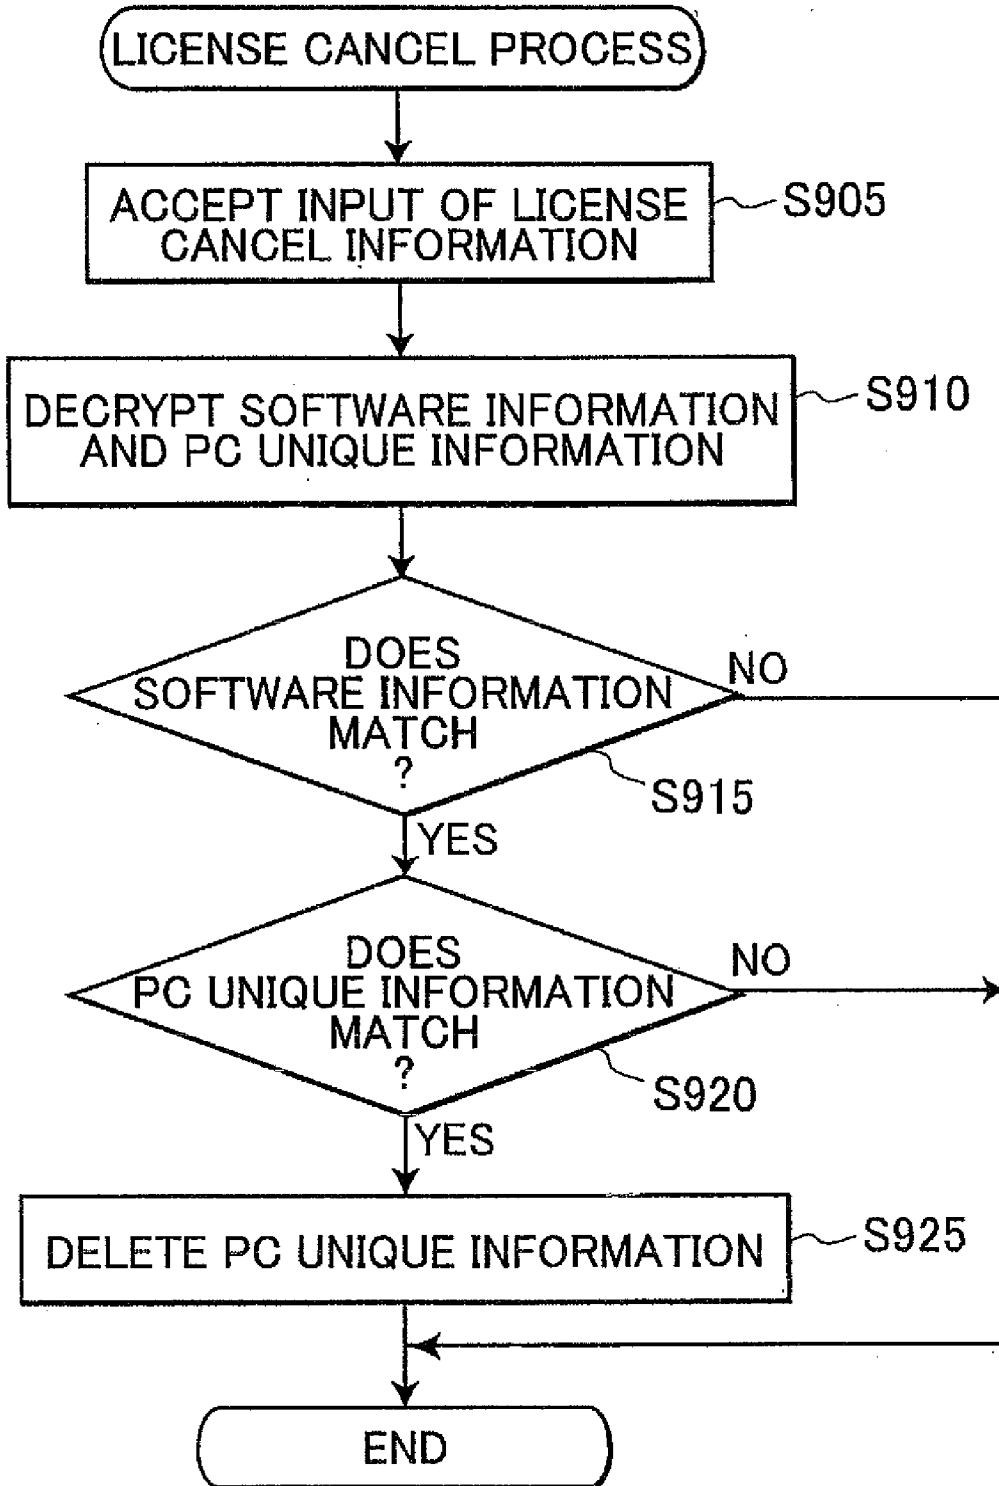 LICENSE CANCEL PROCESS
ACCEPT INPUT OF LICENSE
CANCEL INFORMATION
S905
DECRYPT SOFTWARE INFORMATION
AND PC UNIQUE INFORMATION
S910
DOES
SOFTWARE INFORMATION
MATCH
?
NO
S915
YES
DOES
PC UNIQUE INFORMATION
MATCH
?
NO
S920
YES
DELETE PC UNIQUE INFORMATION
S925
END